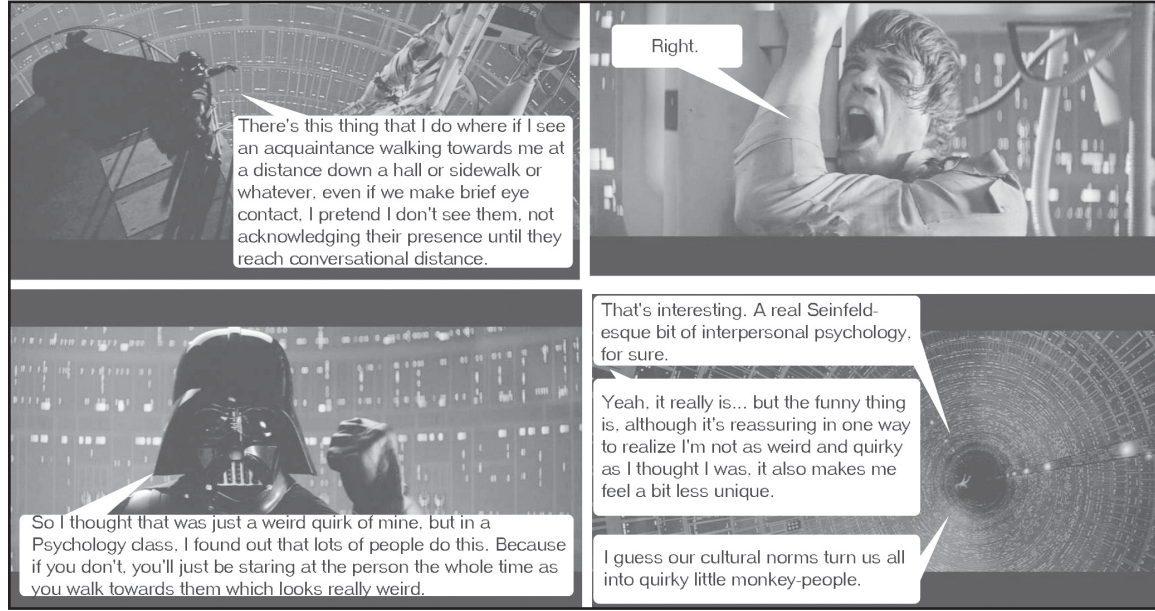 There's this thing that I do where if I see
an acquaintance walking towards me at
a distance down a hall or sidewalk or
whatever, even if we make brief eye
contact, I pretend I don't see them, not
acknowledging their presence until they
reach conversational distance.
Right.
So I thought that was just a weird quirk of mine, but in a
Psychology class, I found out that lots of people do this. Because
if you don't, you'll just be staring at the person the whole time as
you walk towards them which looks really weird.
That's interesting. A real Seinfeld-
esque bit of interpersonal psychology,
for sure.
Yeah, it really is... but the funny thing
is, although it's reassuring in one way
to realize I'm not as weird and quirky
as I thought I was, it also makes me
feel a bit less unique.
I guess our cultural norms turn us all
into quirky little monkey-people.